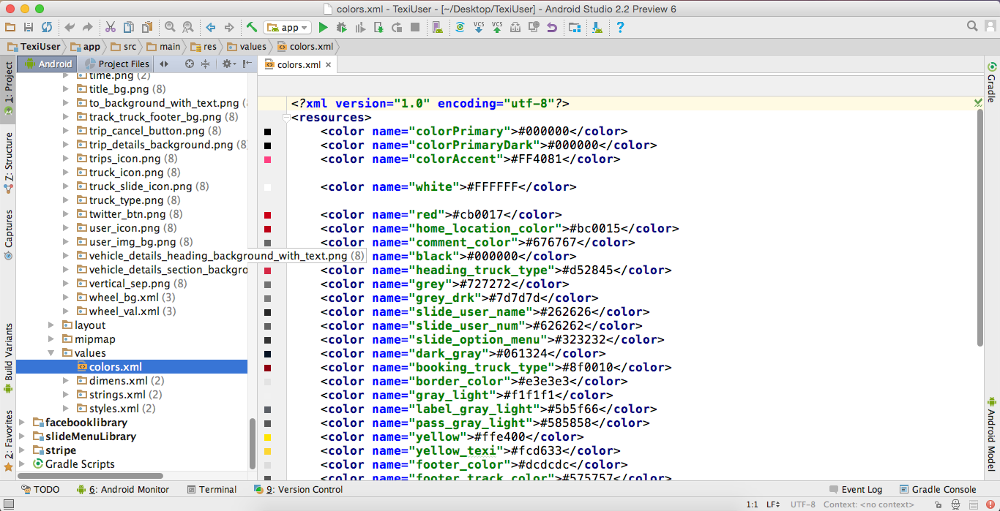 colors.xml - TexiUser - [~/Desktop/TexiUser] - Android Studio 2.2 Preview 6
app
TexiUser app src main res values colors.xml
Android Project Files
colors.xml
1: Project
Z: Structure
Captures
Build Variants
2: Favorites
time.png (2)
title_bg.png (8)
to_background_with_text.png (
track_truck_footer_bg.png (8)
trip_cancel_button.png (8)
trip_details_background.png (8
trips_icon.png (8)
truck_icon.png (8)
truck_slide_icon.png (8)
truck_type.png (8)
twitter_btn.png (8)
user_icon.png (8)
user_img_bg.png (8)
vehicle_details_heading_background_with_text.png (8)
vehicle_details_section_backgro
vertical_sep.png (8)
wheel_bg.xml (3)
wheel_val.xml (3)
layout
mipmap
values
colors.xml
dimens.xml (2)
strings.xml (2)
styles.xml (2)
facebooklibrary
slideMenuLibrary
stripe
Gradle Scripts
<?xml version="1.0" encoding="utf-8"?>
<resources>
<color name="colorPrimary">#000000</color>
<color name="colorPrimaryDark">#000000</color>
<color name="colorAccent">#FF4081</color>
<color name="white">#FFFFFF</color>
<color name="red">#cb0017</color>
<color name="home_location_color">#bc0015</color>
<color name="comment_color">#676767</color>
name="black">#000000</color>
<color name="heading_truck_type">#d52845</color>
<color name="grey">#727272</color>
<color name="grey_drk">#7d7d7d</color>
<color name="slide_user_name">#262626</color>
<color name="slide_user_num">#626262</color>
<color name="slide_option_menu">#323232</color>
<color name="dark_gray">#061324</color>
<color name="booking_truck_type">#8f0010</color>
<color name="border_color">#e3e3e3</color>
<color name="gray_light">#f1f1f1</color>
<color name="label_gray_light">#5b5f66</color>
<color name="pass_gray_light">#585858</color>
<color name="yellow">#ffe400</color>
<color name="yellow_texi">#fcd633</color>
<color name="footer_color">#dcdcdc</color>
<color name="footer_track_color">#575757</color>
Gradle
Android Model
TODO 6: Android Monitor Terminal 9: Version Control Event Log Gradle Console
1:1 LF UTF-8 Context: <no context>